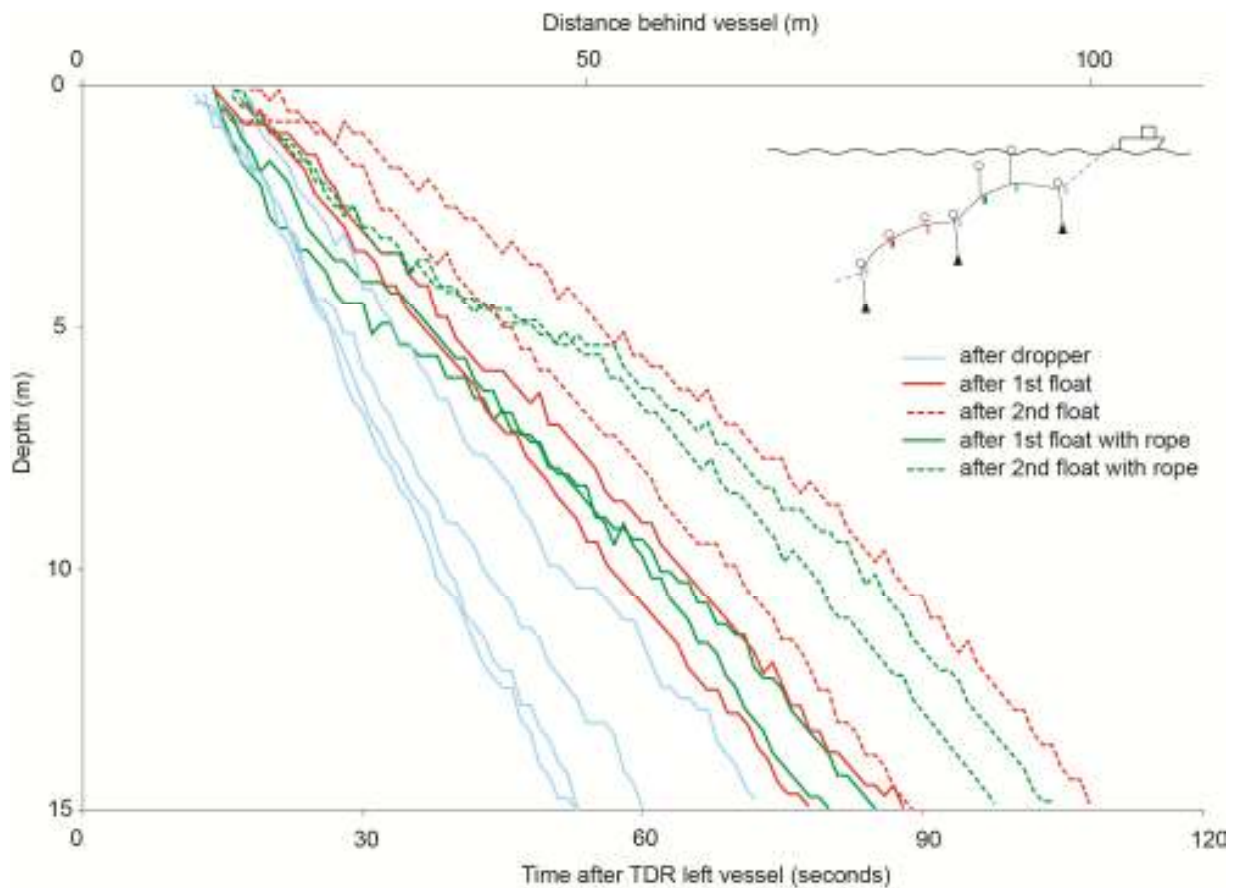 Distance behind vessel (m)
0 50 100
0
5
10
15
Depth (m)
after dropper
after 1st float
after 2nd float
after 1st float with rope
after 2nd float with rope
0 30 60 90 120
Time after TDR left vessel (seconds)